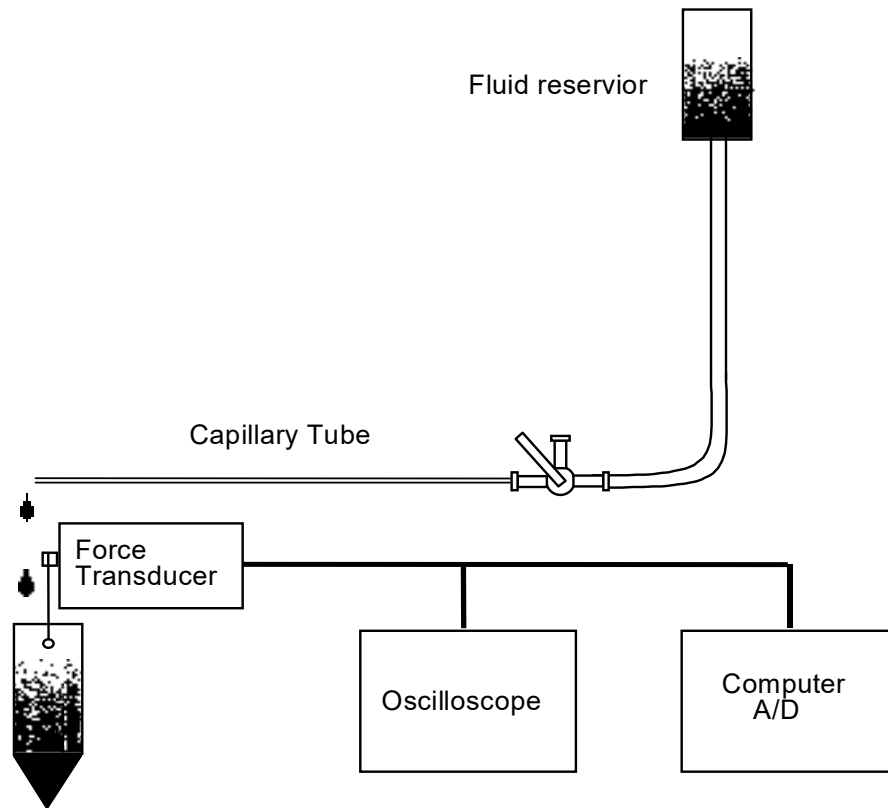 Fluid reservior
Capillary Tube
Force
Transducer
Oscilloscope
Computer
A/D